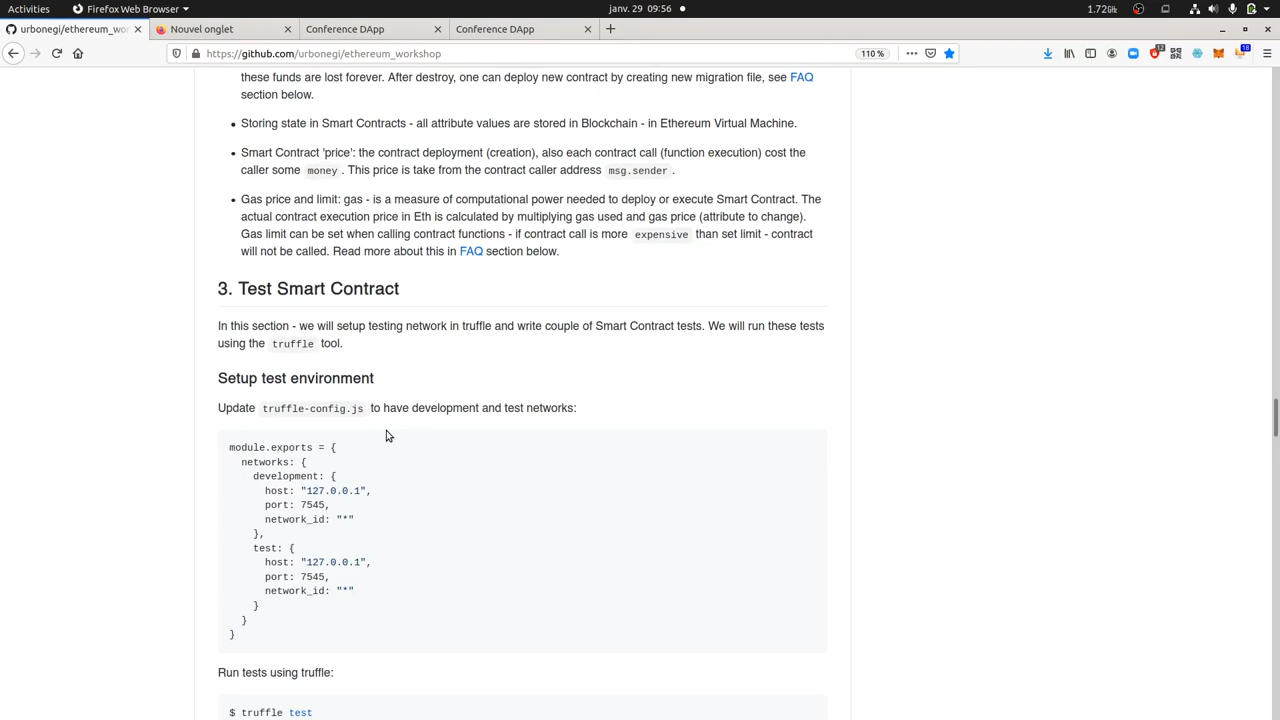 Activities
Firefox Web Browser
janv. 29 09:56
1.72GiB
urbonegi/ethereum_wor
Nouvel onglet
Conference DApp
Conference DApp
https://github.com/urbonegi/ethereum_workshop
110 %
12
18
these funds are lost forever. After destroy, one can deploy new contract by creating new migration file, see FAQ
section below.
Storing state in Smart Contracts - all attribute values are stored in Blockchain - in Ethereum Virtual Machine.
Smart Contract 'price': the contract deployment (creation), also each contract call (function execution) cost the
caller some money . This price is take from the contract caller address msg.sender .
Gas price and limit: gas - is a measure of computational power needed to deploy or execute Smart Contract. The
actual contract execution price in Eth is calculated by multiplying gas used and gas price (attribute to change).
Gas limit can be set when calling contract functions - if contract call is more expensive than set limit - contract
will not be called. Read more about this in FAQ section below.
3. Test Smart Contract
In this section - we will setup testing network in truffle and write couple of Smart Contract tests. We will run these tests
using the truffle tool.
Setup test environment
Update truffle-config.js to have development and test networks:
module.exports = {
networks: {
development: {
host: "127.0.0.1",
port: 7545,
network_id: "*"
},
test: {
host: "127.0.0.1",
port: 7545,
network_id: "*"
}
}
}
Run tests using truffle:
$ truffle test